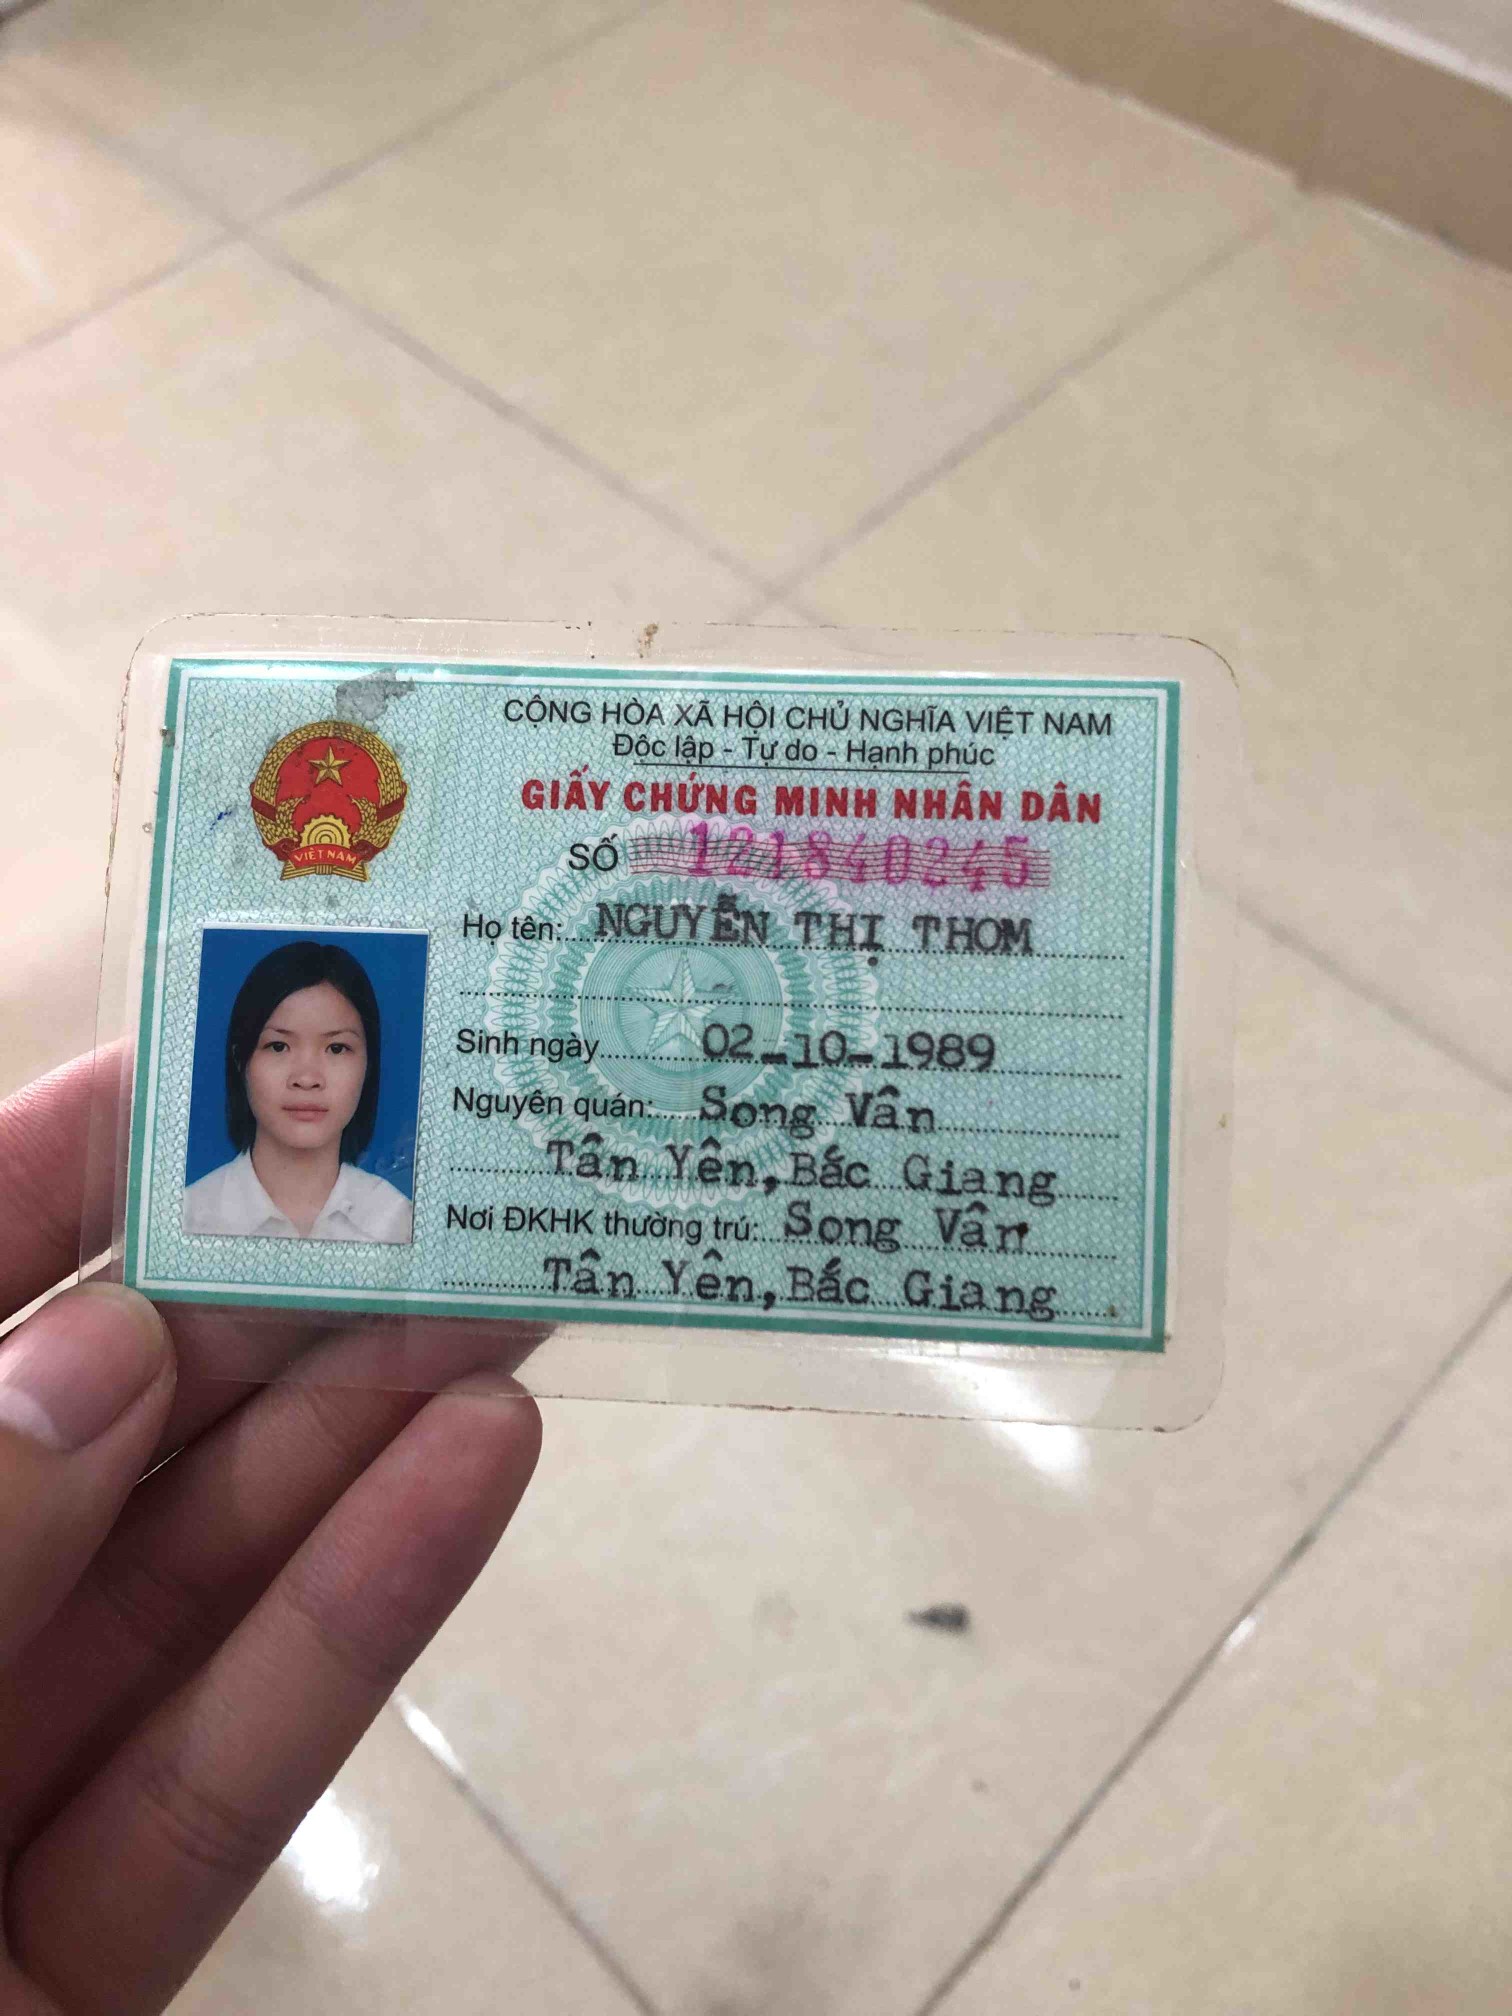 CỘNG HÒA XÃ HỘI CHỦ NGHĨA VIỆT NAM
Độc lập - Tự do - Hạnh phúc
GIẤY CHỨNG MINH NHÂN DÂN
SỐ 121840245
VIỆT NAM
Họ tên: NGUYỄN THỊ THOM
Sinh ngày 02-10-1989
Nguyên quán: Song Vân
Tân Yên, Bắc Giang
Nơi ĐKHK thường trú: Song Vân
Tân Yên, Bắc Giang